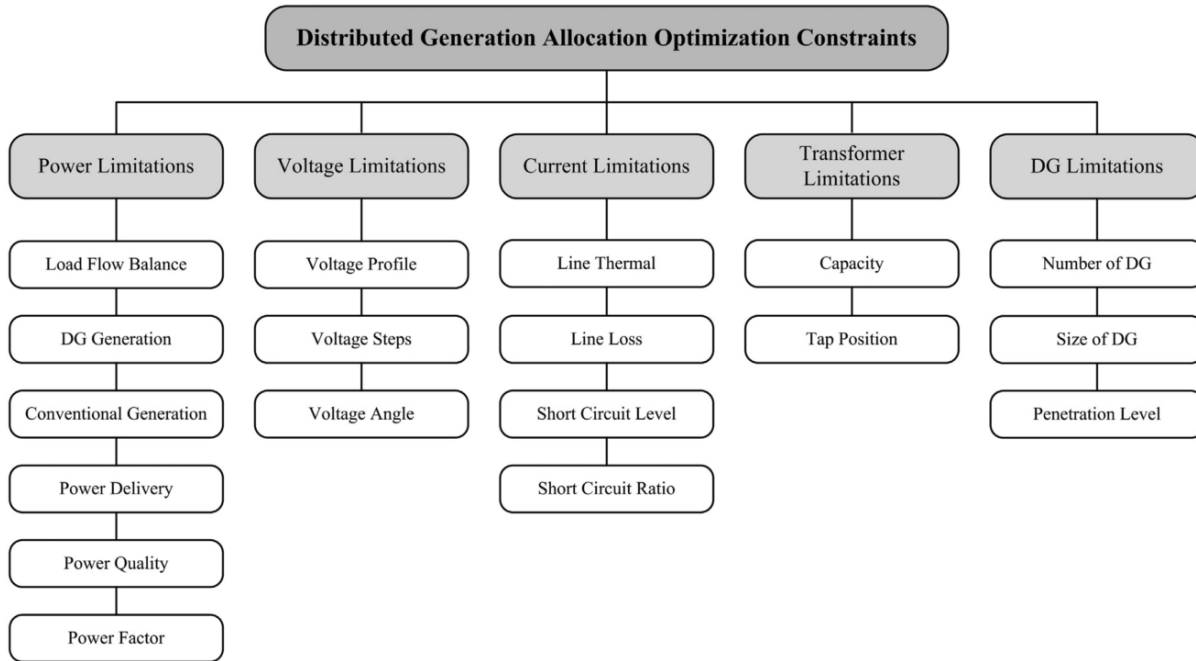 Distributed Generation Allocation Optimization Constraints
Power Limitations
Load Flow Balance
DG Generation
Conventional Generation
Power Delivery
Power Quality
Power Factor
Voltage Limitations
Voltage Profile
Voltage Steps
Voltage Angle
Current Limitations
Line Thermal
Line Loss
Short Circuit Level
Short Circuit Ratio
Transformer
Limitations
Capacity
Tap Position
DG Limitations
Number of DG
Size of DG
Penetration Level